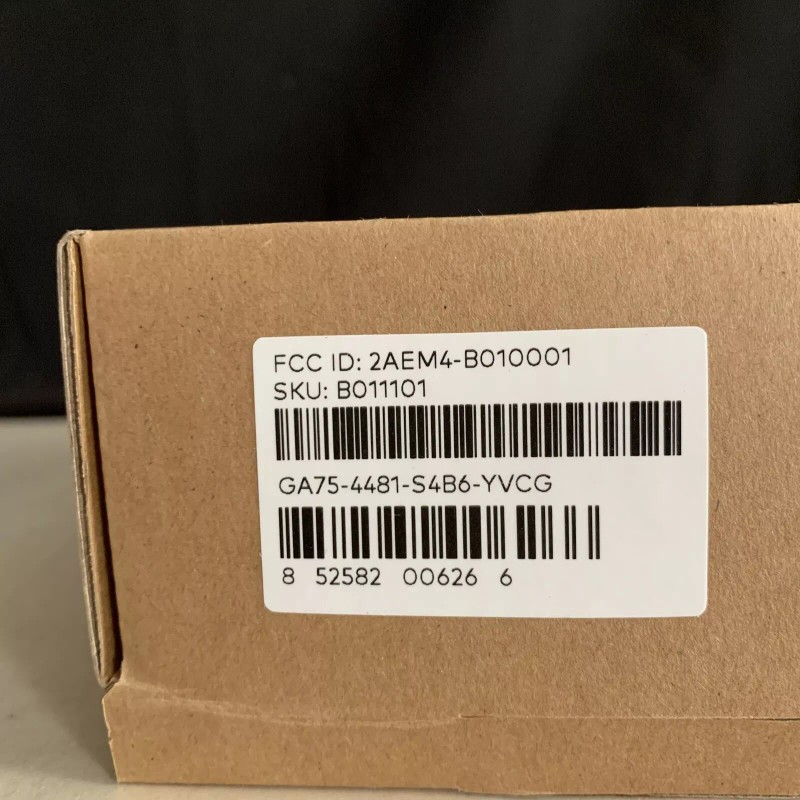 FCC ID: 2AEM4-B010001
SKU: B011101
GA75-4481-S4B6-YVCG
8 52582 00626 6